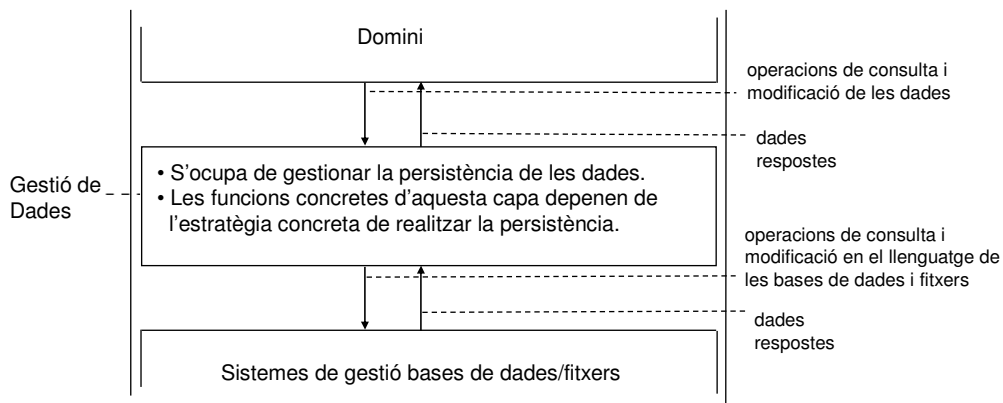 Domini
operacions de consulta i
modificació de les dades
dades
respostes
Gestió de
Dades
• S'ocupa de gestionar la persistència de les dades.
• Les funcions concretes d'aquesta capa depenen de
l'estratègia concreta de realitzar la persistència.
operacions de consulta i
modificació en el llenguatge de
les bases de dades i fitxers
dades
respostes
Sistemes de gestió bases de dades/fitxers